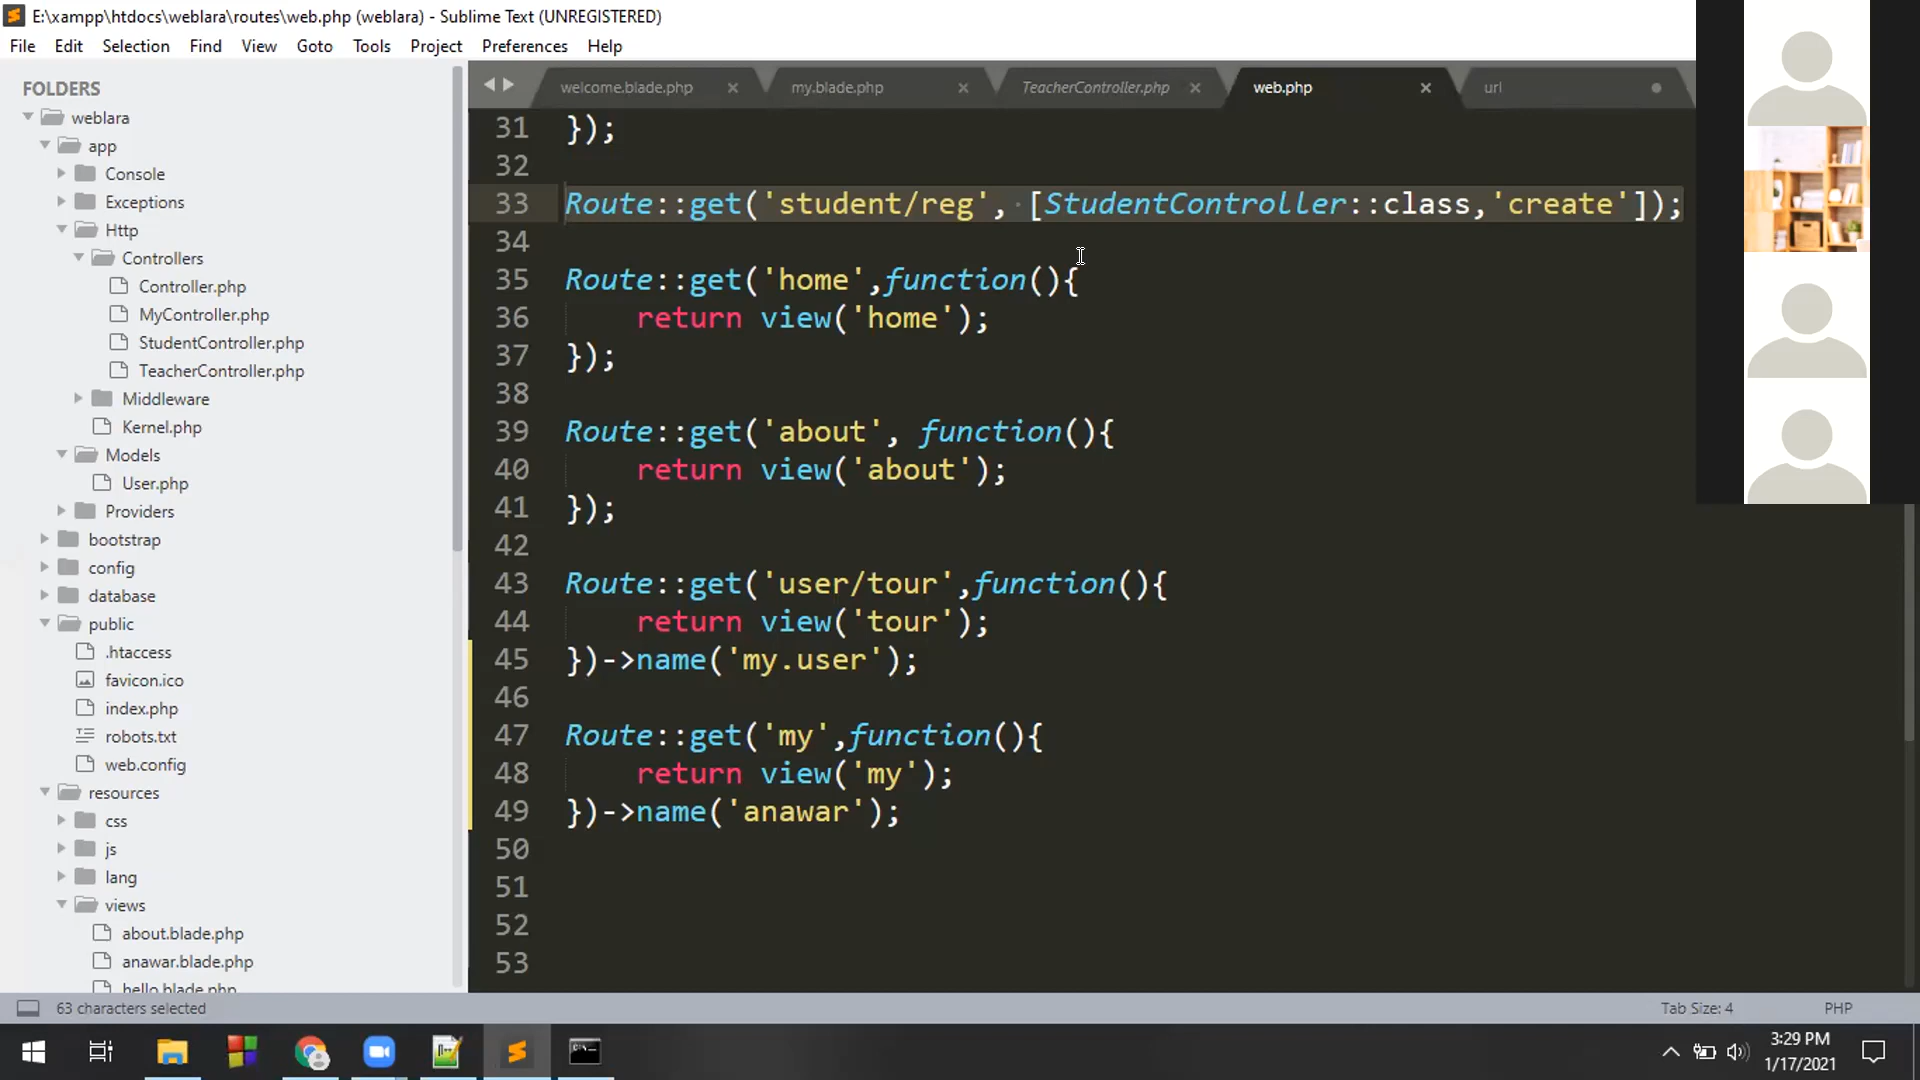 E:\xampp\htdocs\weblara\routes\web.php (weblara) - Sublime Text (UNREGISTERED)
File Edit Selection Find View Goto Tools Project Preferences Help
FOLDERS
weblara
app
Console
Exceptions
Http
Controllers
Controller.php
MyController.php
StudentController.php
TeacherController.php
Middleware
Kernel.php
Models
User.php
Providers
bootstrap
config
database
public
.htaccess
favicon.ico
index.php
robots.txt
web.config
resources
css
js
lang
views
about.blade.php
anawar.blade.php
hello.blade.php
welcome.blade.php my.blade.php TeacherController.php web.php url
31 });
32
33 Route::get('student/reg', [StudentController::class,'create']);
34
35 Route::get('home',function(){
36 return view('home');
37 });
38
39 Route::get('about', function(){
40 return view('about');
41 });
42
43 Route::get('user/tour',function(){
44 return view('tour');
45 })->name('my.user');
46
47 Route::get('my',function(){
48 return view('my');
49 })->name('anawar');
50
51
52
53
63 characters selected Tab Size: 4 PHP
3:29 PM
1/17/2021